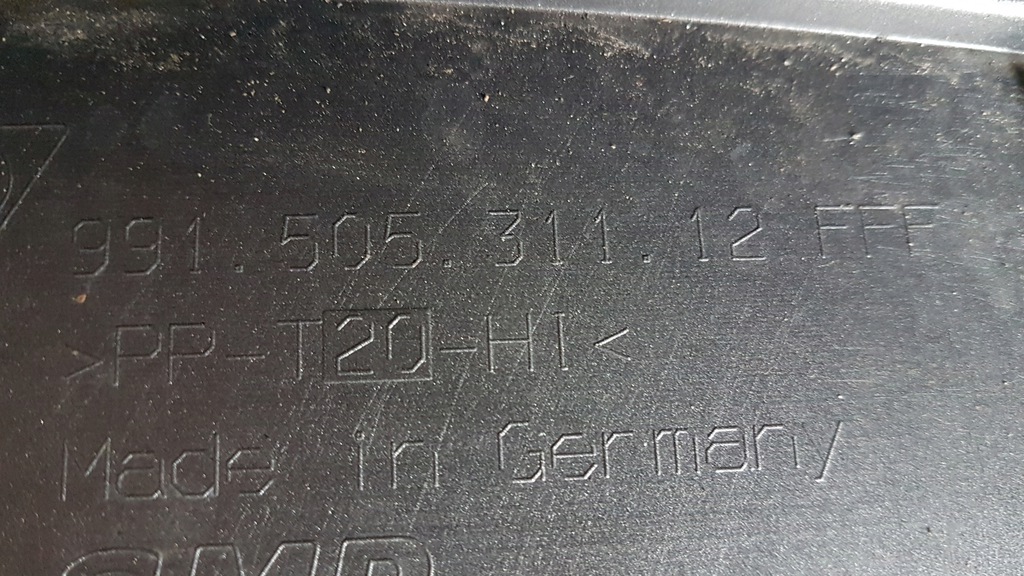 991.505.311.12 FFF
>PP-T20-HI<
Made in Germany